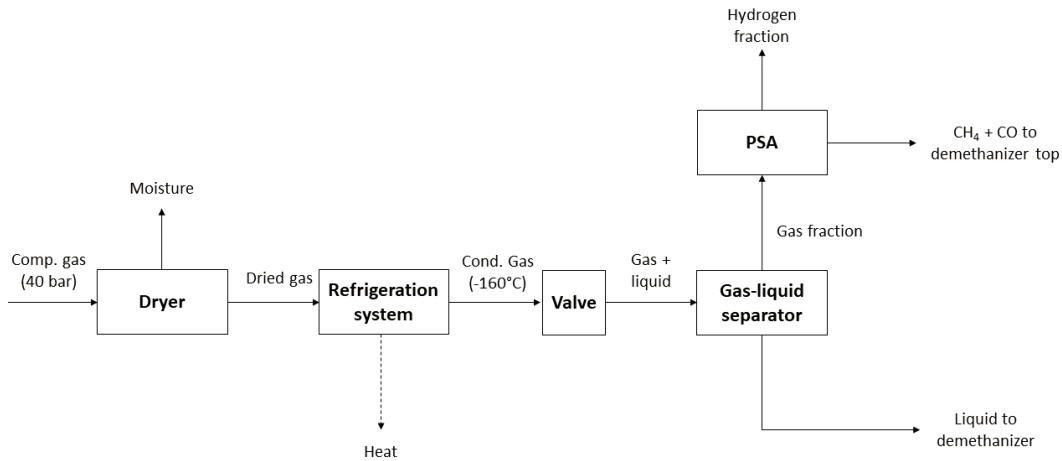 Hydrogen
fraction
PSA
CH₄ + CO to
demethanizer top
Moisture
Gas fraction
Comp. gas
(40 bar)
Dryer
Dried gas
Refrigeration
system
Cond. Gas
(-160°C)
Valve
Gas +
liquid
Gas-liquid
separator
Heat
Liquid to
demethanizer